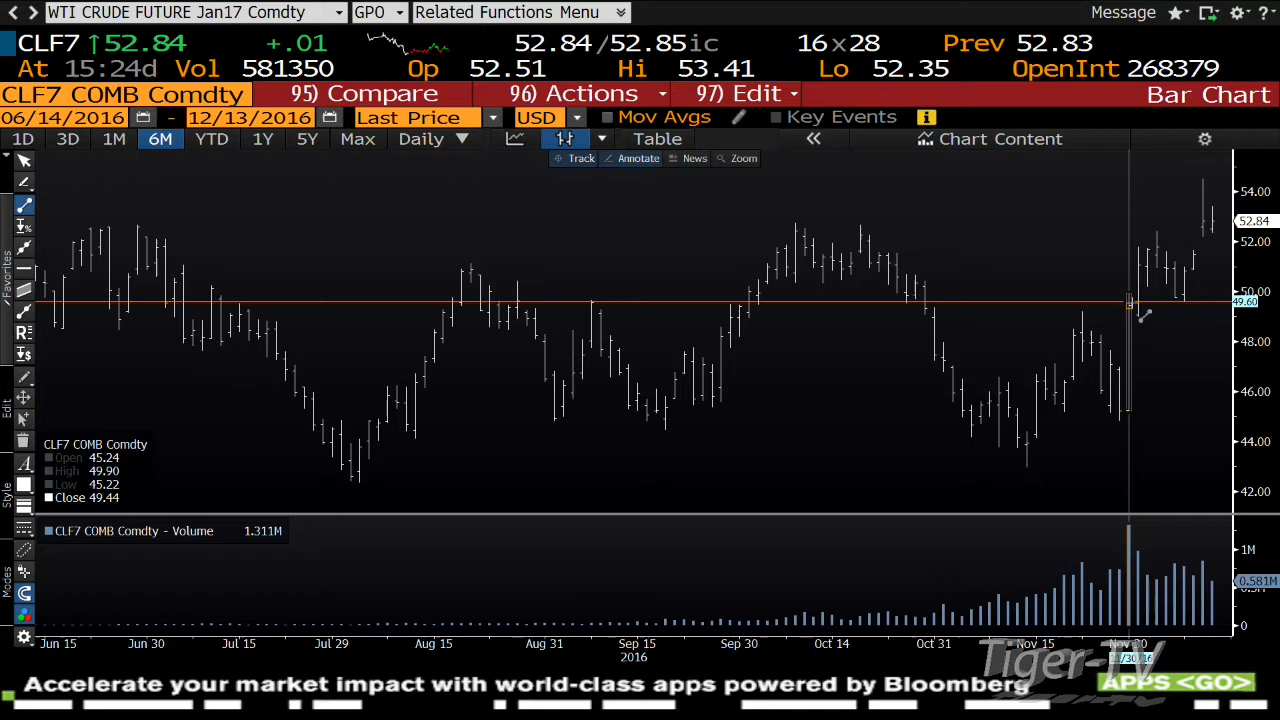 WTI CRUDE FUTURE Jan17 Comdty GPO Related Functions Menu Message
CLF7 ↑52.84 +.01 52.84/52.85ic 16x28 Prev 52.83
At 15:24d Vol 581350 Op 52.51 Hi 53.41 Lo 52.35 OpenInt 268379
CLF7 COMB Comdty 95) Compare 96) Actions 97) Edit Bar Chart
06/14/2016 - 12/13/2016 Last Price USD Mov Avgs Key Events
1D 3D 1M 6M YTD 1Y 5Y Max Daily ▼ Table « Chart Content
Track Annotate News Zoom
54.00
52.84
52.00
50.00
49.60
48.00
46.00
44.00
42.00
Favorites
Edit
Style
Modes
CLF7 COMB Comdty
Open 45.24
High 49.90
Low 45.22
Close 49.44
CLF7 COMB Comdty - Volume 1.311M
1M
0.581M
0
Jun 15 Jun 30 Jul 15 Jul 29 Aug 15 Aug 31 Sep 15 Sep 30 Oct 14 Oct 31 Nov 15 Nov 30
2016
11/30/16
Tiger-TV
Accelerate your market impact with world-class apps powered by Bloomberg APPS <GO>